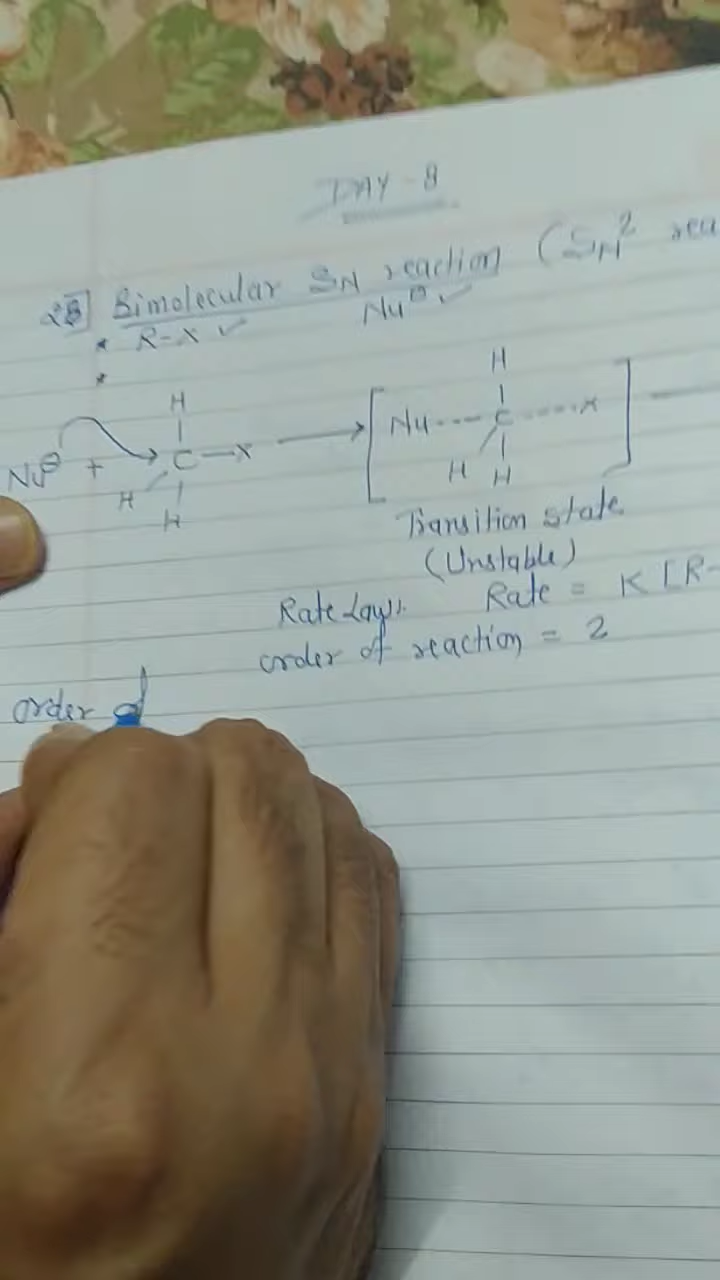 DAY - 8
Bimolecular SN reaction (SN2
* R-X ✓ Nu⊖ ✓
*
H H
Nu⊖ + C—X → [Nu---C----X]
H H
H H
Transition state
(Unstable)
Rate Law: Rate = K [R-
order of reaction = 2
order of